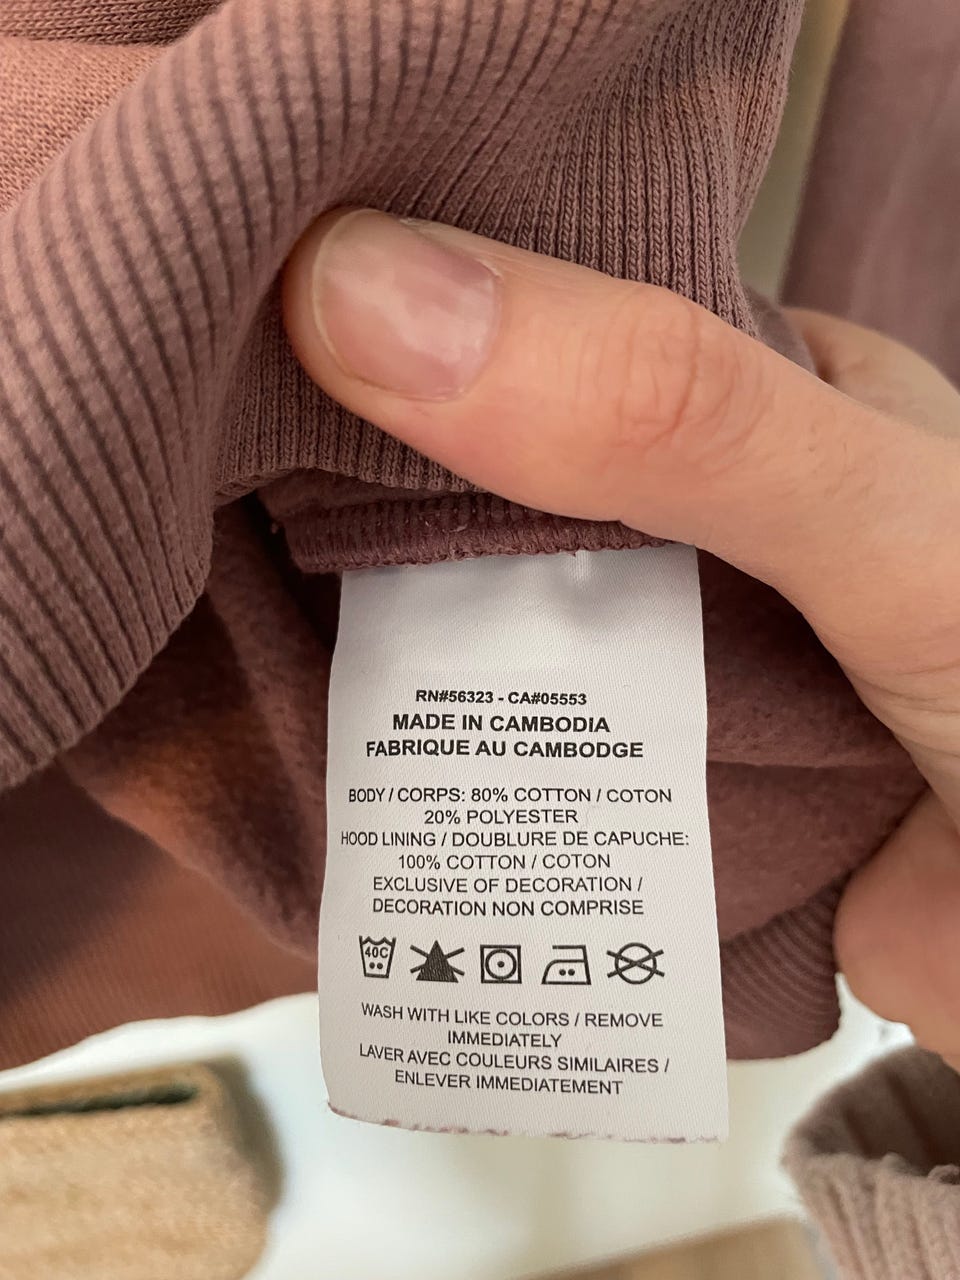 RN#56323 - CA#05553
MADE IN CAMBODIA
FABRIQUE AU CAMBODGE
BODY / CORPS: 80% COTTON / COTON
20% POLYESTER
HOOD LINING / DOUBLURE DE CAPUCHE:
100% COTTON / COTON
EXCLUSIVE OF DECORATION /
DECORATION NON COMPRISE
40C
WASH WITH LIKE COLORS / REMOVE
IMMEDIATELY
LAVER AVEC COULEURS SIMILAIRES /
ENLEVER IMMEDIATEMENT